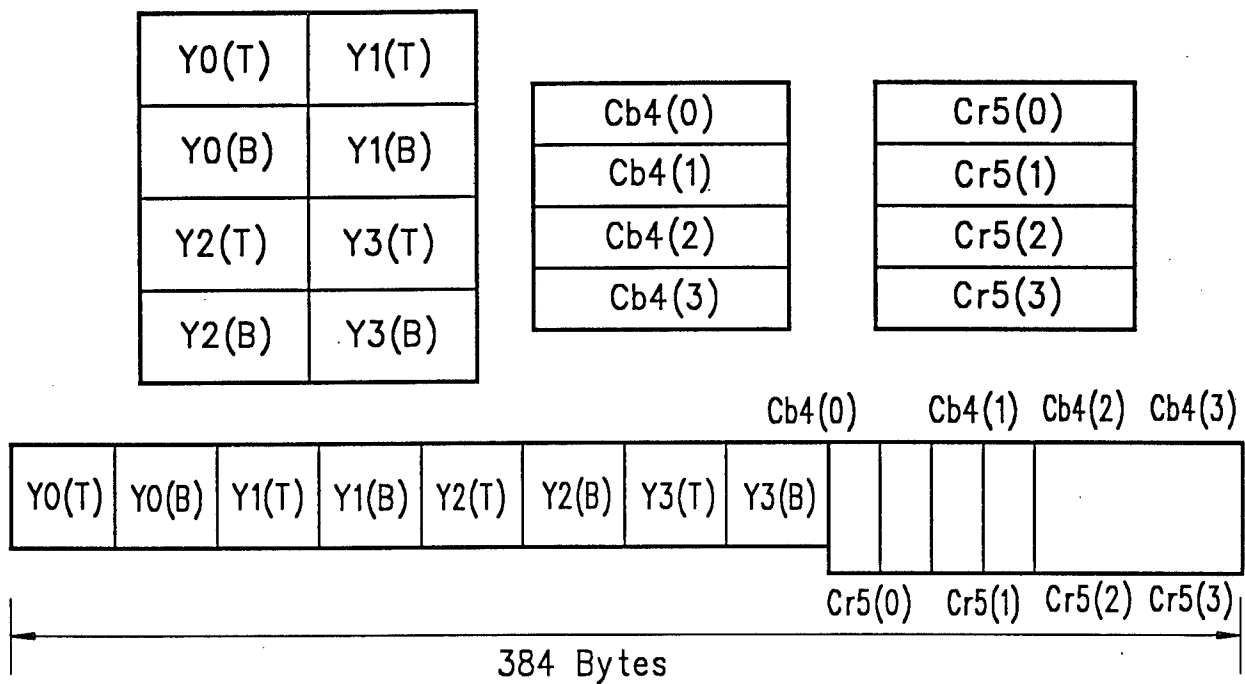 Y0(T) Y1(T)
Y0(B) Y1(B)
Y2(T) Y3(T)
Y2(B) Y3(B)
Cb4(0)
Cb4(1)
Cb4(2)
Cb4(3)
Cr5(0)
Cr5(1)
Cr5(2)
Cr5(3)
Cb4(0) Cb4(1) Cb4(2) Cb4(3)
Y0(T) Y0(B) Y1(T) Y1(B) Y2(T) Y2(B) Y3(T) Y3(B)
Cr5(0) Cr5(1) Cr5(2) Cr5(3)
384 Bytes